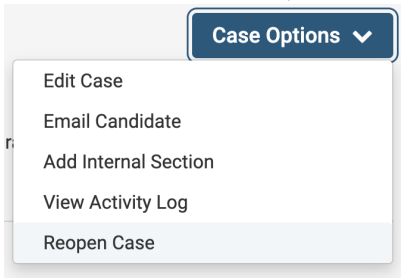 Case Options
Edit Case
Email Candidate
Add Internal Section
View Activity Log
Reopen Case